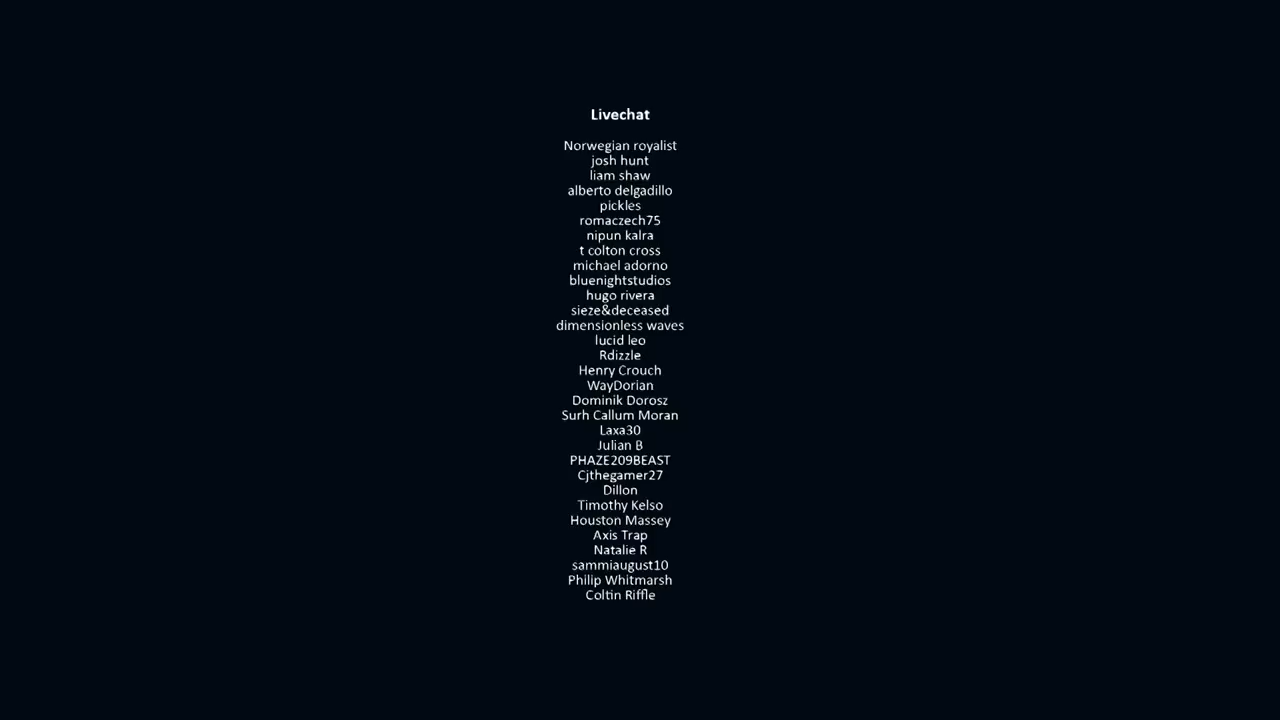 Livechat
Norwegian royalist
josh hunt
liam shaw
alberto delgadillo
pickles
romaczech75
nipun kalra
t colton cross
michael adorno
bluenightstudios
hugo rivera
sieze&deceased
dimensionless waves
lucid leo
Rdizzle
Henry Crouch
WayDorian
Dominik Dorosz
Surh Callum Moran
Laxa30
Julian B
PHAZE209BEAST
Cjthegamer27
Dillon
Timothy Kelso
Houston Massey
Axis Trap
Natalie R
sammiaugust10
Philip Whitmarsh
Coltin Riffle